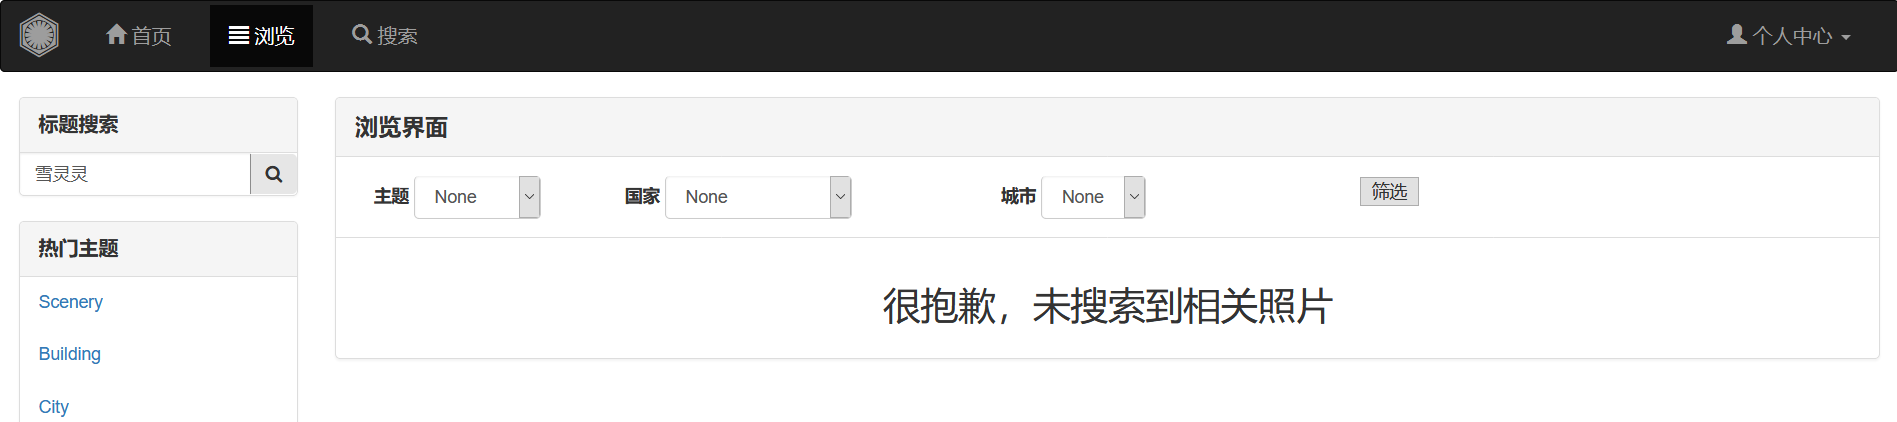 首页 浏览 搜索 个人中心
标题搜索
雪灵灵
热门主题
Scenery
Building
City
浏览界面
主题 None 国家 None 城市 None 筛选
很抱歉，未搜索到相关照片